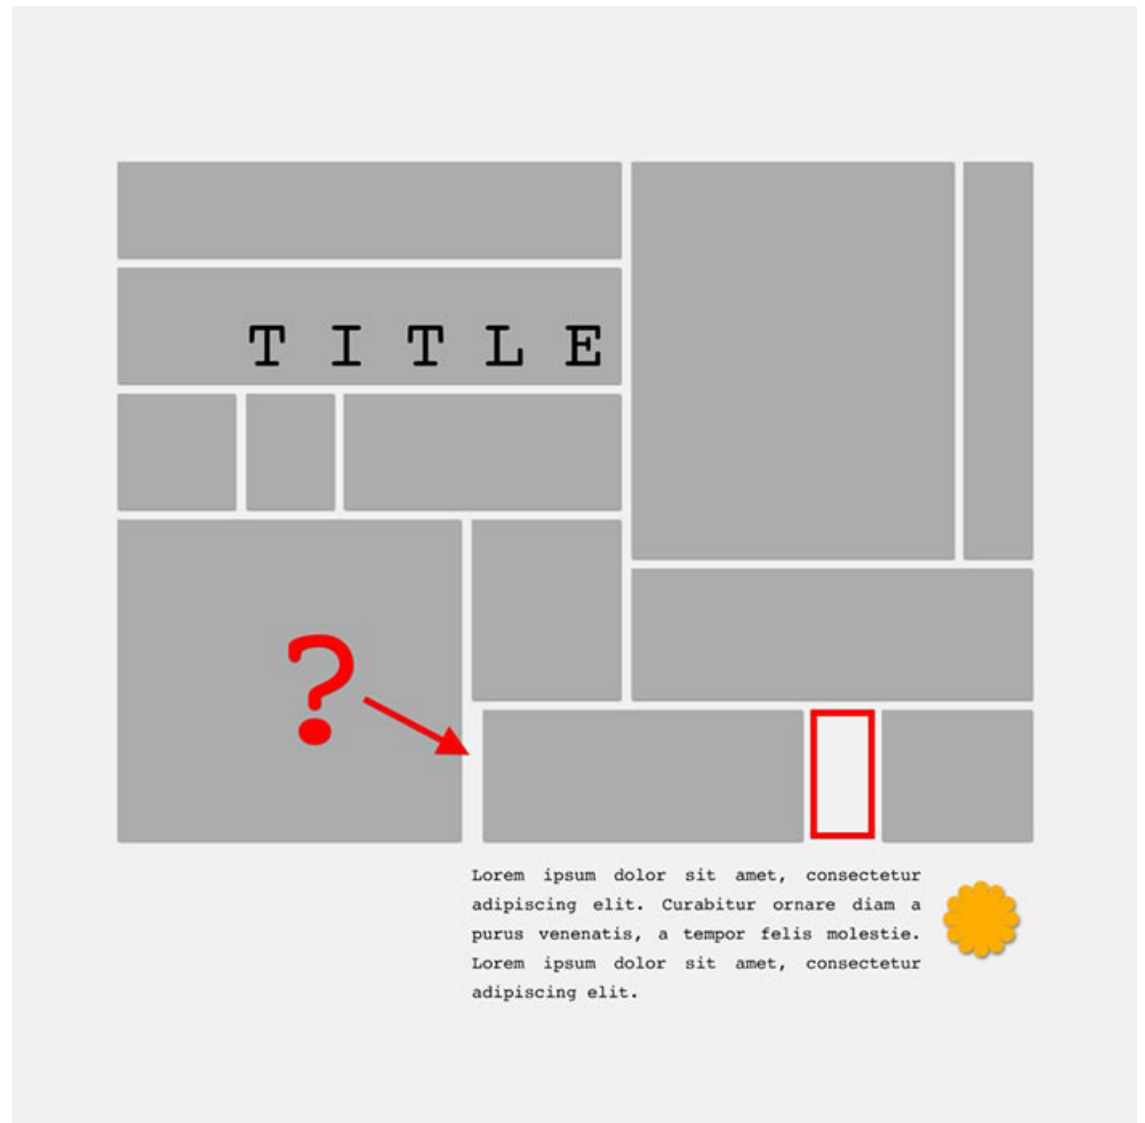 T I T L E
?
Lorem ipsum dolor sit amet, consectetur
adipiscing elit. Curabitur ornare diam a
purus venenatis, a tempor felis molestie.
Lorem ipsum dolor sit amet, consectetur
adipiscing elit.